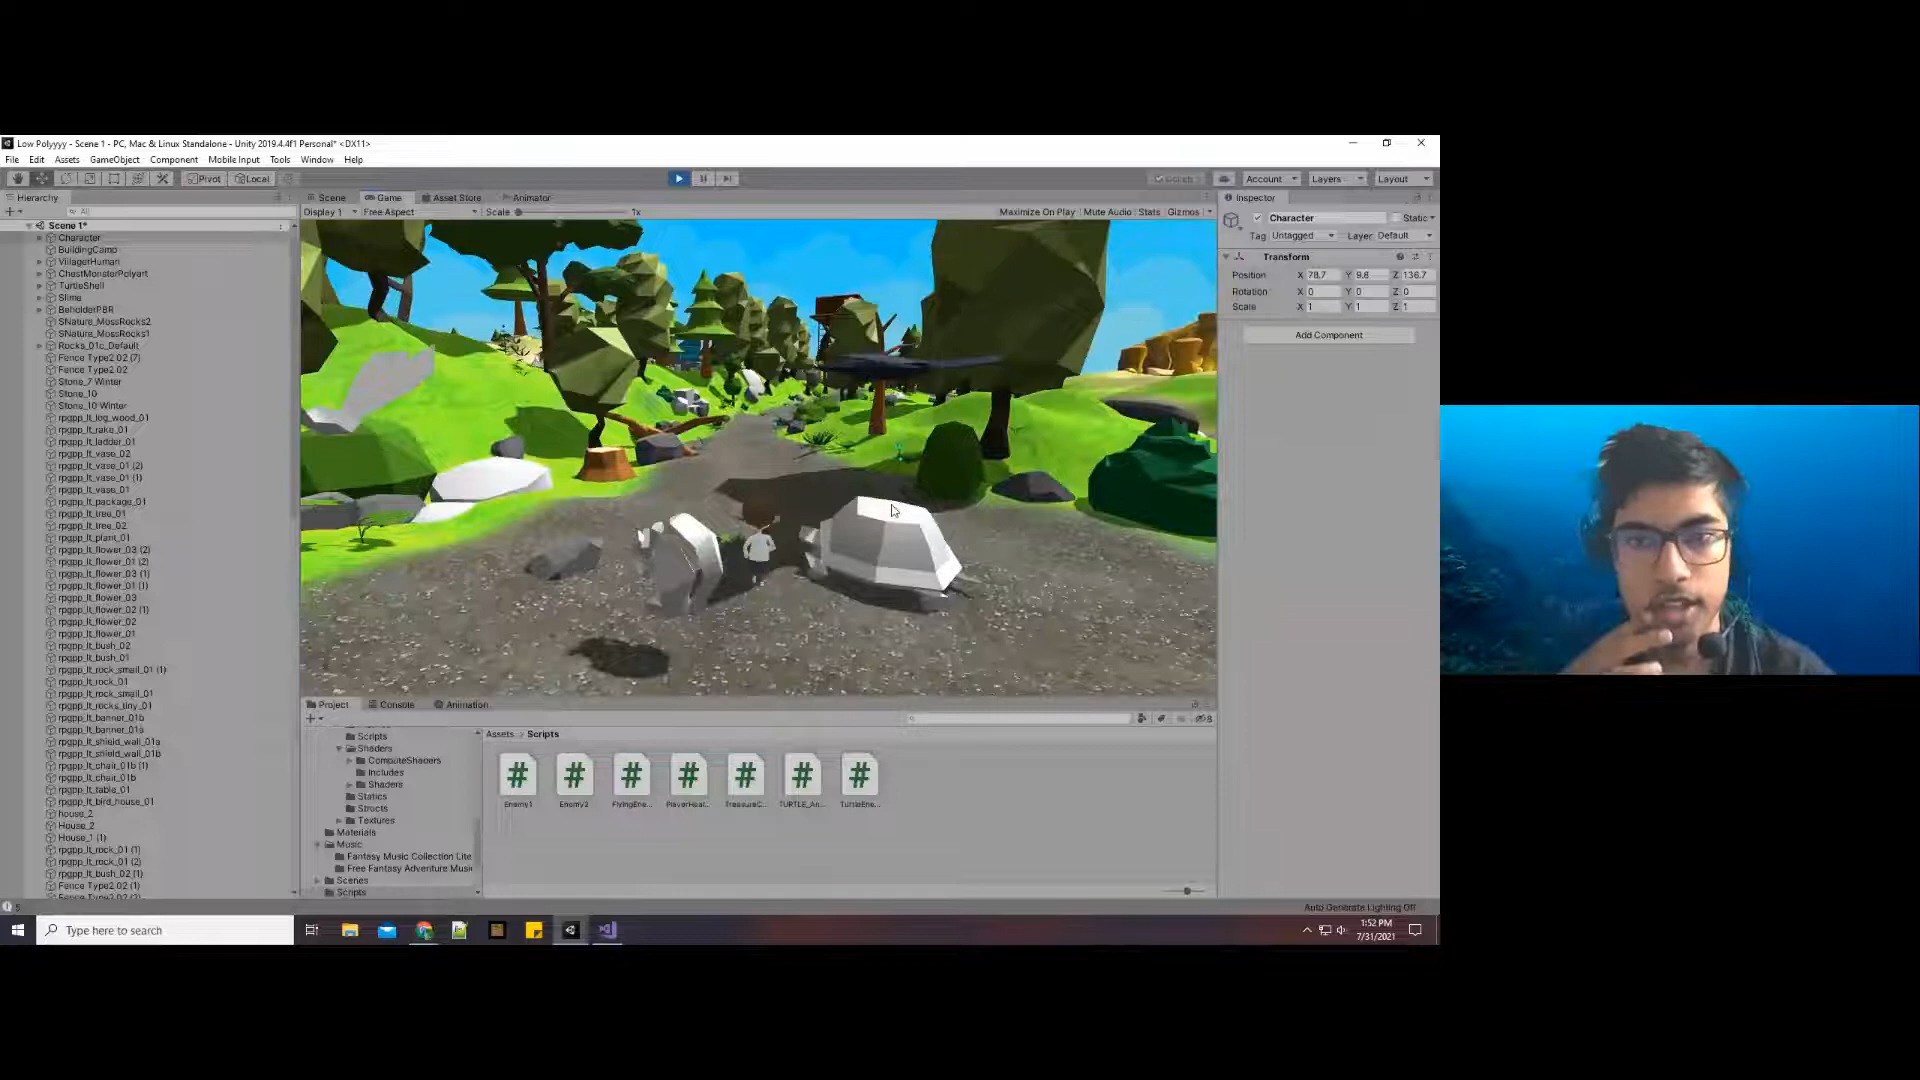 Low Polyyyy - Scene 1 - PC, Mac & Linux Standalone - Unity 2019.4.4f1 Personal* <DX11>
File Edit Assets GameObject Component Mobile Input Tools Window Help
Pivot Local Account Layers Layout
Hierarchy
Scene Game Asset Store Animator
Inspector
All
Display 1 Free Aspect Scale 1x Maximize On Play Mute Audio Stats Gizmos
Character Static
Tag Untagged Layer Default
Transform
Position X 78.7 Y 9.8 Z 136.7
Rotation X 0 Y 0 Z 0
Scale X 1 Y 1 Z 1
Add Component
Scene 1*
Character
BuildingCamp
VillagerHuman
ChestMonsterPolyart
TurtleShell
Slime
BeholderPBR
SNature_MossRocks2
SNature_MossRocks1
Rocks_01c_Default
Fence Type2 02 (7)
Fence Type2 02
Stone_7 Winter
Stone_10
Stone_10 Winter
rpgpp_lt_log_wood_01
rpgpp_lt_rake_01
rpgpp_lt_ladder_01
rpgpp_lt_vase_02
rpgpp_lt_vase_01 (2)
rpgpp_lt_vase_01 (1)
rpgpp_lt_vase_01
rpgpp_lt_package_01
rpgpp_lt_tree_01
rpgpp_lt_tree_02
rpgpp_lt_plant_01
rpgpp_lt_flower_03 (2)
rpgpp_lt_flower_01 (2)
rpgpp_lt_flower_03 (1)
rpgpp_lt_flower_01 (1)
rpgpp_lt_flower_03
rpgpp_lt_flower_02 (1)
rpgpp_lt_flower_02
rpgpp_lt_flower_01
rpgpp_lt_bush_02
rpgpp_lt_bush_01
rpgpp_lt_rock_small_01 (1)
rpgpp_lt_rock_01
rpgpp_lt_rock_small_01
rpgpp_lt_rocks_tiny_01
rpgpp_lt_banner_01b
rpgpp_lt_banner_01a
rpgpp_lt_shield_wall_01a
rpgpp_lt_shield_wall_01b
rpgpp_lt_chair_01b (1)
rpgpp_lt_chair_01b
rpgpp_lt_table_01
rpgpp_lt_bird_house_01
house_2
House_2
House_1 (1)
rpgpp_lt_rock_01 (1)
rpgpp_lt_rock_01 (2)
rpgpp_lt_bush_02 (1)
Fence Type2 02 (1)
Project Console Animation
8
Scripts
Shaders
ComputeShaders
Includes
Shaders
Statics
Structs
Textures
Materials
Music
Fantasy Music Collection Lite
Free Fantasy Adventure Music
Scenes
Scripts
Assets > Scripts
# # # # # # #
Enemy1 Enemy3 FlyingEne... PlayerHeal... TreasureC... TURTLE_An... TurtleEne...
5
Auto Generate Lighting Off
Type here to search
1:52 PM
7/31/2021